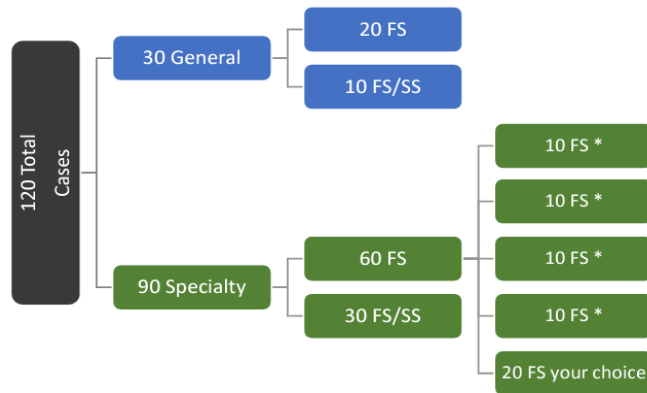 120 Total
Cases
30 General
20 FS
10 FS/SS
90 Specialty
60 FS
30 FS/SS
10 FS *
10 FS *
10 FS *
10 FS *
20 FS your choice